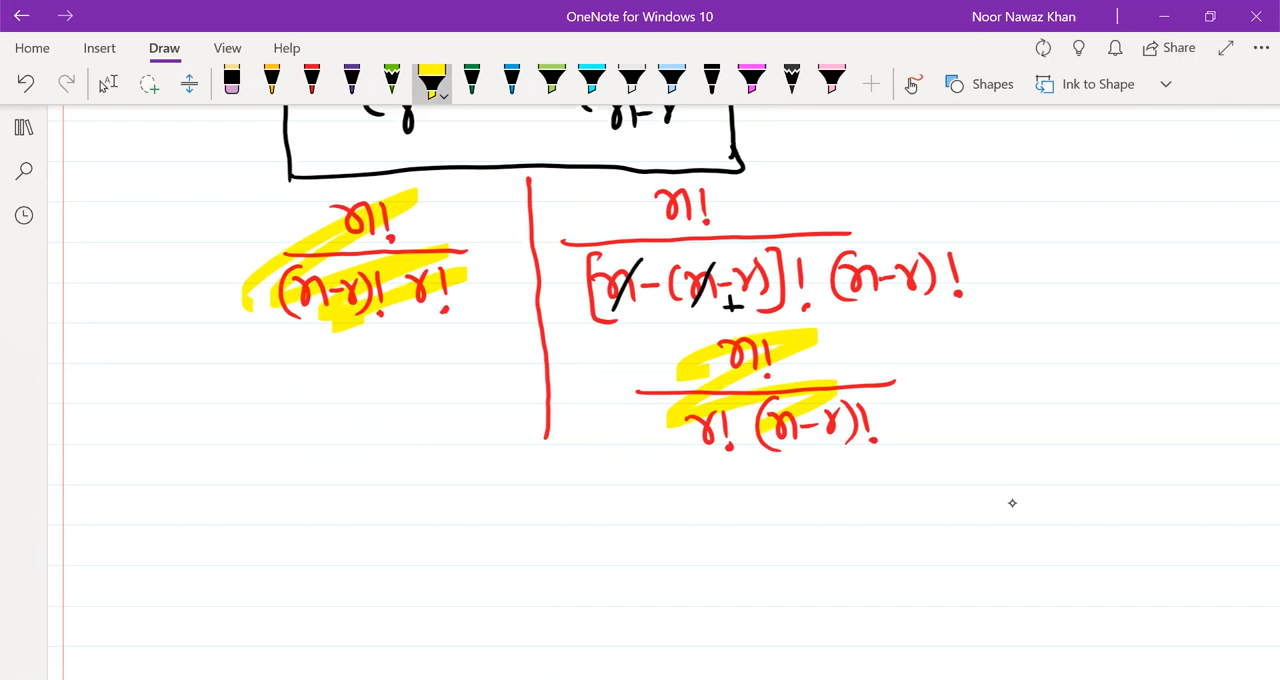 OneNote for Windows 10
Noor Nawaz Khan
Home Insert Draw View Help
Share
Shapes
Ink to Shape
n!
(n-r)! r!
n!
[n-(n-r)]! (n-r)!
+
n!
r! (n-r)!